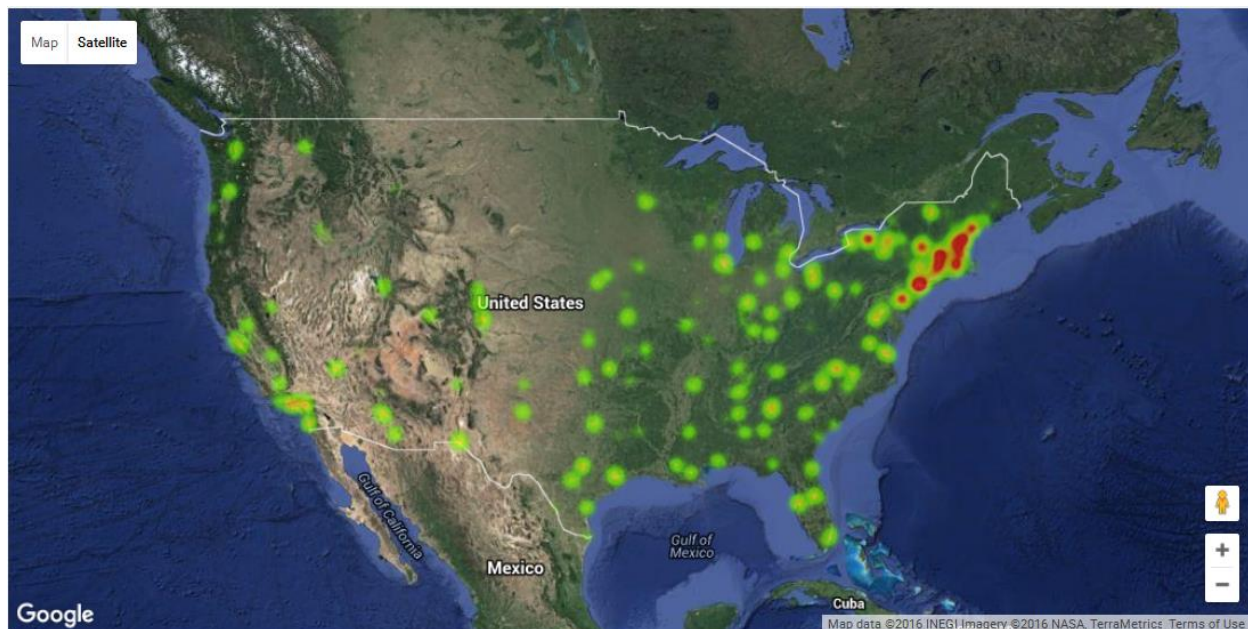 Map Satellite
United States
Gulf of California
Gulf of
Mexico
Mexico
Cuba
Google
Map data ©2016 INEGI Imagery ©2016 NASA, TerraMetrics Terms of Use